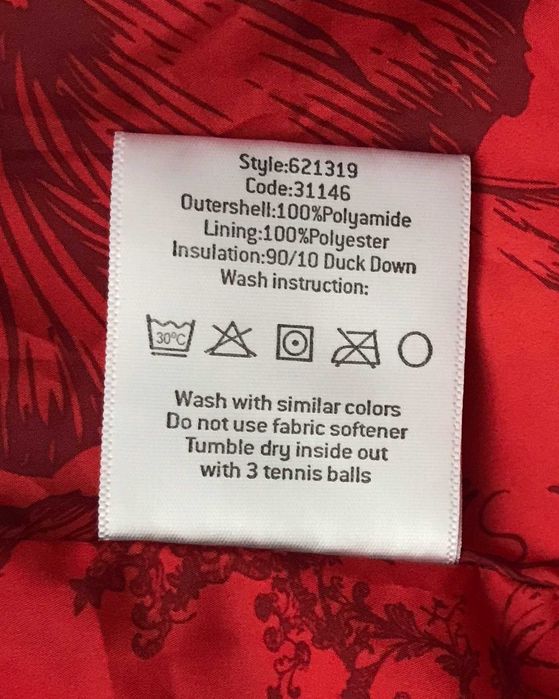 Style:621319
Code:31146
Outershell:100%Polyamide
Lining:100%Polyester
Insulation:90/10 Duck Down
Wash instruction:
30°C
Wash with similar colors
Do not use fabric softener
Tumble dry inside out
with 3 tennis balls